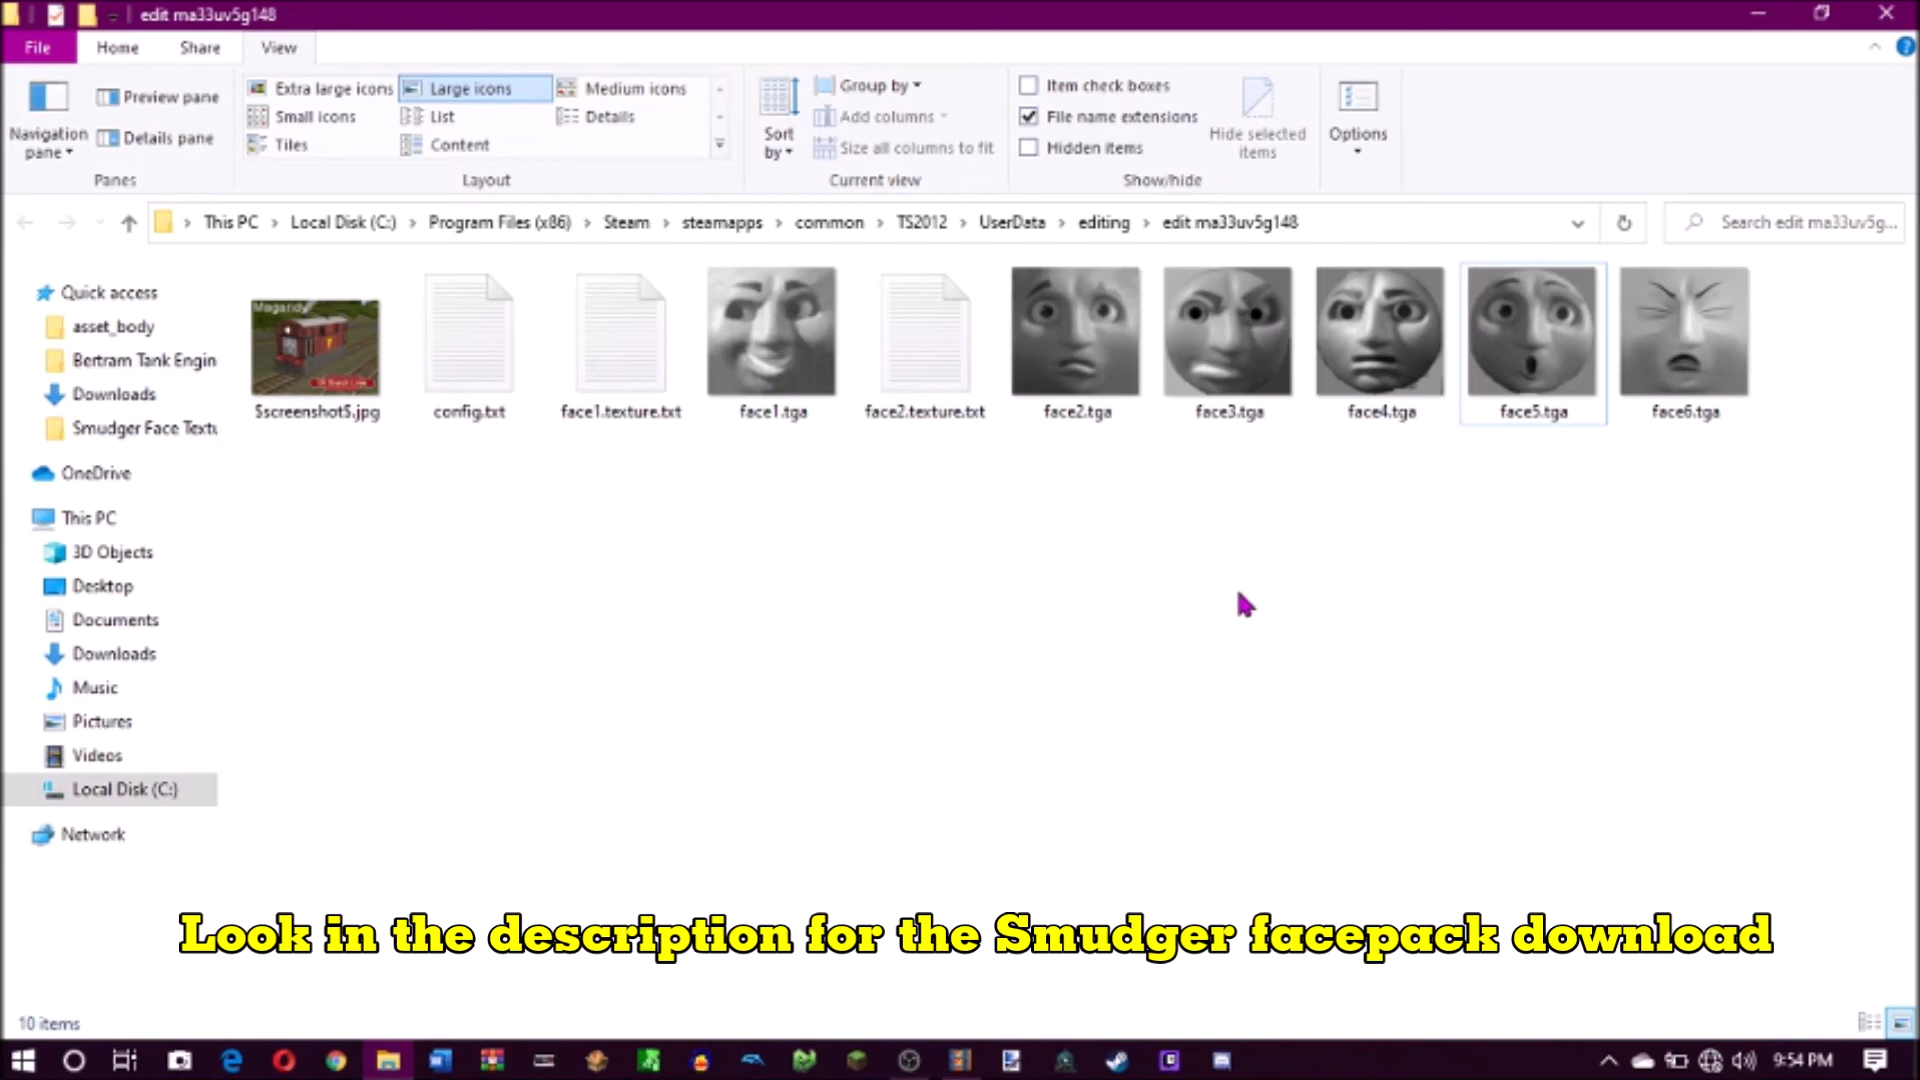 edit ma33uv5g148
File Home Share View
Navigation pane
Preview pane
Details pane
Panes
Extra large icons Large icons Medium icons
Small icons List Details
Tiles Content
Layout
Sort by
Group by
Add columns
Size all columns to fit
Current view
Item check boxes
File name extensions
Hidden items
Hide selected items
Show/hide
Options
This PC > Local Disk (C:) > Program Files (x86) > Steam > steamapps > common > TS2012 > UserData > editing > edit ma33uv5g148
Search edit ma33uv5g...
Quick access
asset_body
Bertram Tank Engin
Downloads
Smudger Face Textu
OneDrive
This PC
3D Objects
Desktop
Documents
Downloads
Music
Pictures
Videos
Local Disk (C:)
Network
$screenshot$.jpg config.txt face1.texture.txt face1.tga face2.texture.txt face2.tga face3.tga face4.tga face5.tga face6.tga
Look in the description for the Smudger facepack download
10 items
9:54 PM